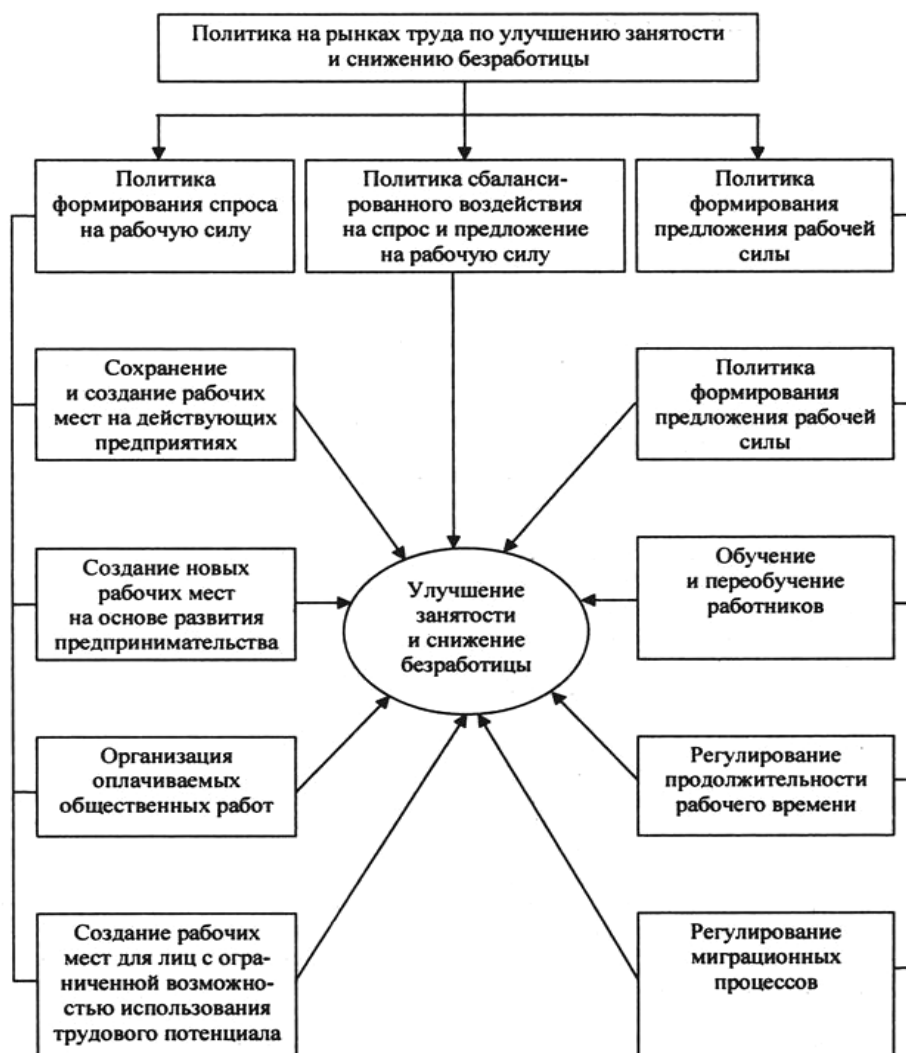 Политика на рынках труда по улучшению занятости
и снижению безработицы
Политика
формирования спроса
на рабочую силу
Политика сбаланси-
рованного воздействия
на спрос и предложение
на рабочую силу
Политика
формирования
предложения рабочей
силы
Сохранение
и создание рабочих
мест на действующих
предприятиях
Политика
формирования
предложения рабочей
силы
Создание новых
рабочих мест
на основе развития
предпринимательства
Улучшение
занятости
и снижение
безработицы
Обучение
и переобучение
работников
Организация
оплачиваемых
общественных работ
Регулирование
продолжительности
рабочего времени
Создание рабочих
мест для лиц с огра-
ниченной возможно-
стью использования
трудового потенциала
Регулирование
миграционных
процессов